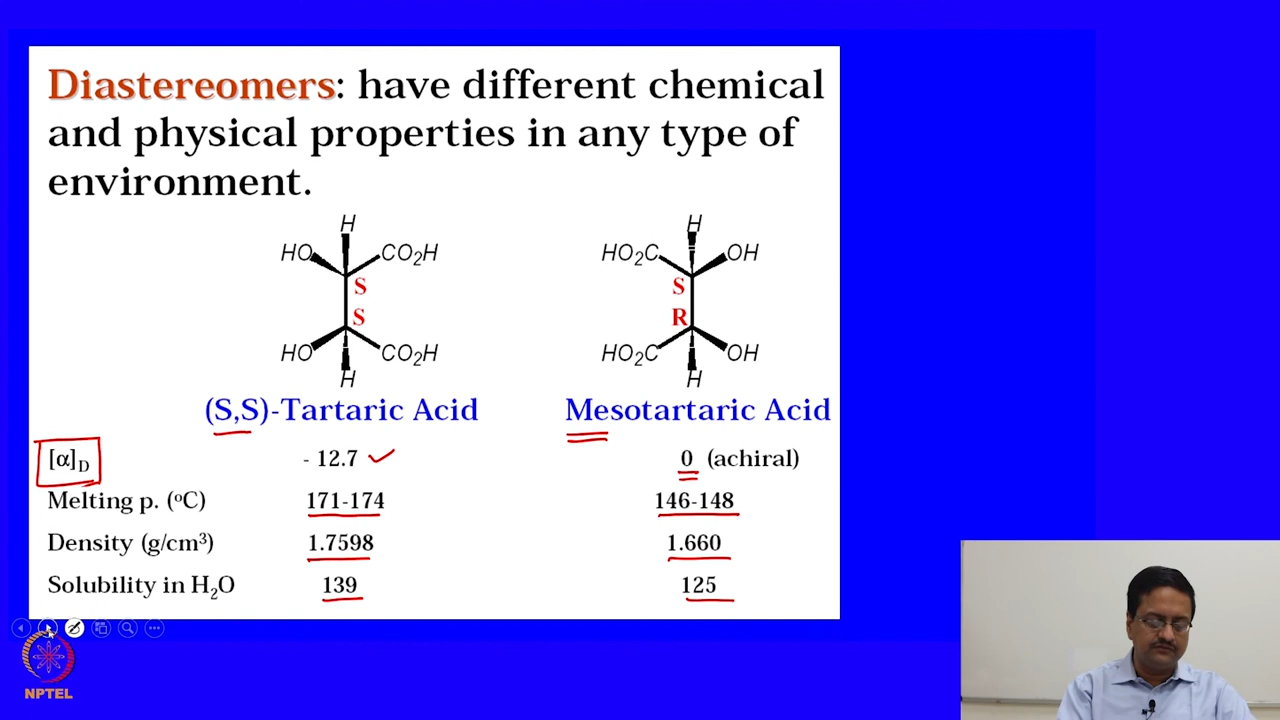 Diastereomers: have different chemical
and physical properties in any type of
environment.
H
HO CO₂H
S
S
HO CO₂H
H
H
HO₂C OH
S
R
HO₂C OH
H
(S,S)-Tartaric Acid Mesotartaric Acid
[α]D - 12.7 0 (achiral)
Melting p. (ºC) 171-174 146-148
Density (g/cm³) 1.7598 1.660
Solubility in H₂O 139 125
NPTEL